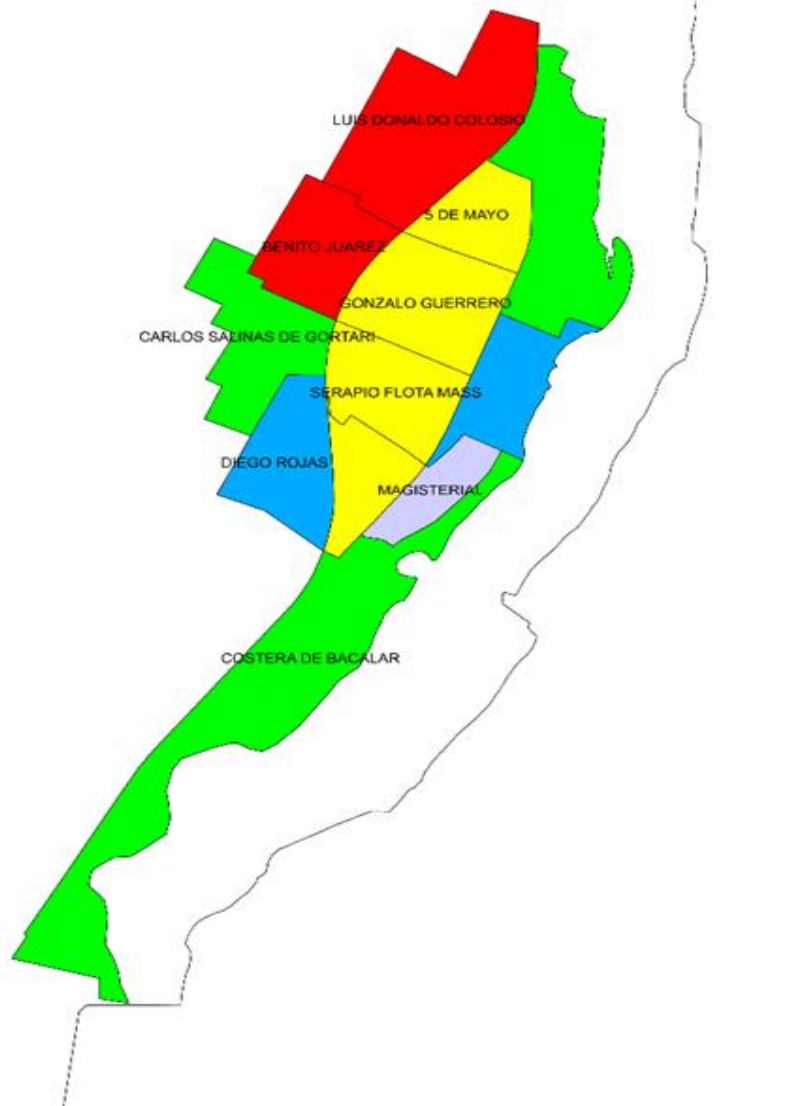 LUIS DONALDO COLOSIO
5 DE MAYO
BENITO JUAREZ
GONZALO GUERRERO
CARLOS SALINAS DE GORTARI
SERAPIO FLOTA MASS
DIEGO ROJAS
MAGISTERIAL
COSTERA DE BACALAR